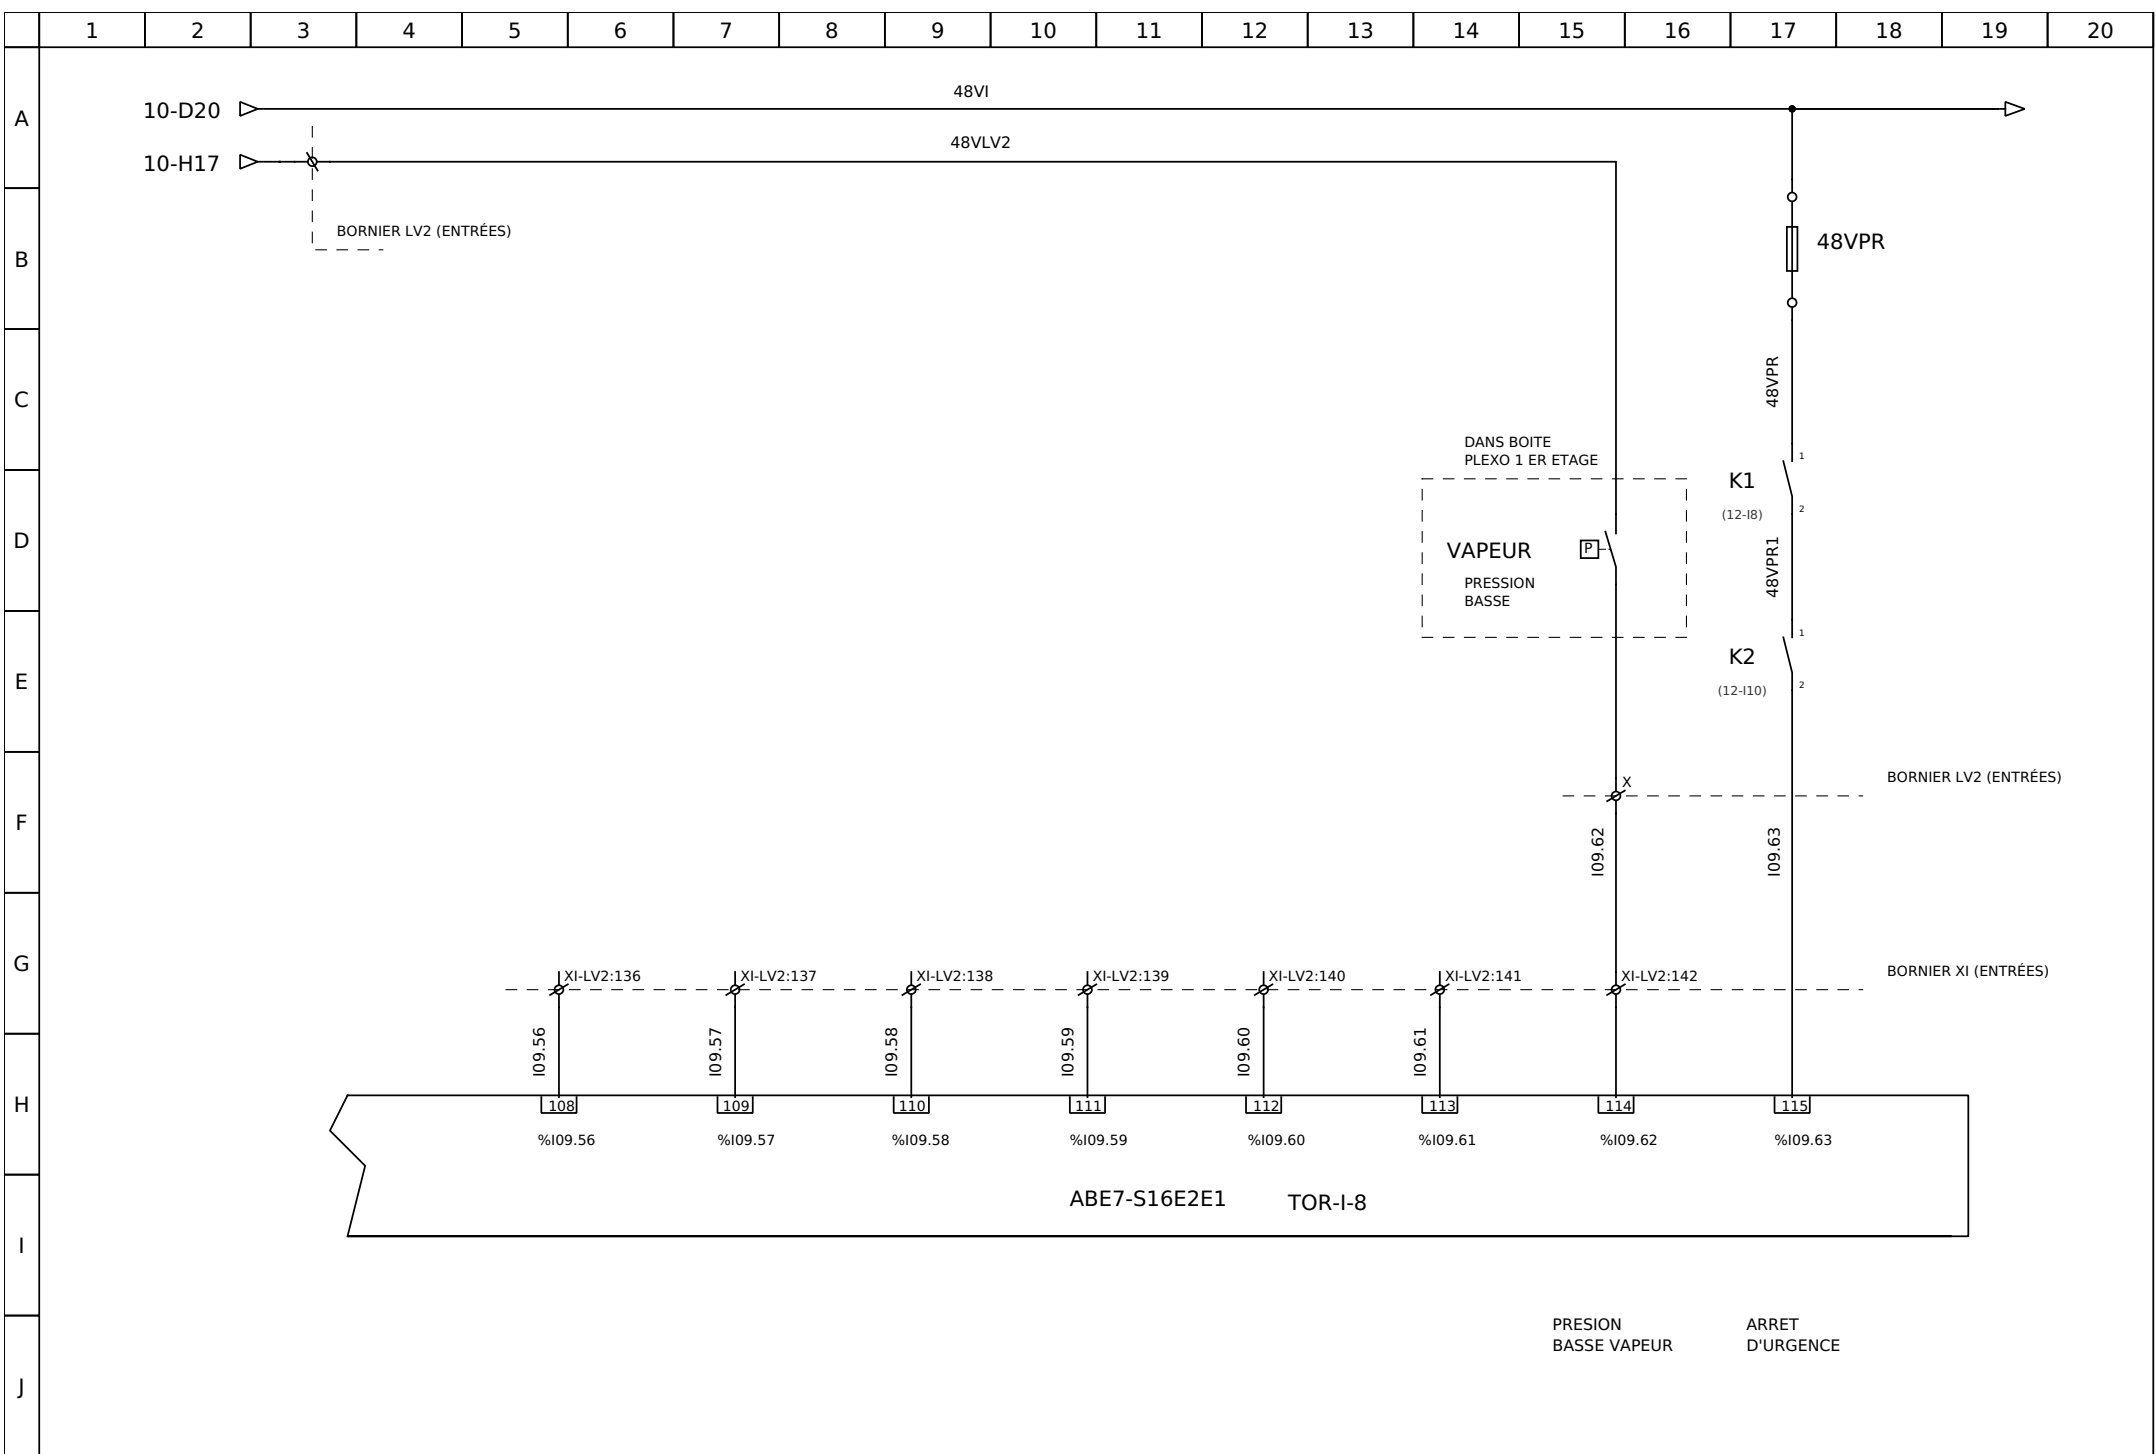 1 2 3 4 5 6 7 8 9 10 11 12 13 14 15 16 17 18 19 20
A
48VI
10-D20
48VLV2
10-H17
B
BORNIER LV2 (ENTRÉES)
48VPR
C
48VPR
DANS BOITE
PLEXO 1 ER ETAGE
1
K1
(12-I8)
2
D
VAPEUR
P
48VPR1
PRESSION
BASSE
1
K2
(12-I10)
2
E
X
BORNIER LV2 (ENTRÉES)
F
I09.62
I09.63
G
XI-LV2:136
XI-LV2:137
XI-LV2:138
XI-LV2:139
XI-LV2:140
XI-LV2:141
XI-LV2:142
BORNIER XI (ENTRÉES)
I09.56
I09.57
I09.58
I09.59
I09.60
I09.61
H
108 109 110 111 112 113 114 115
%I09.56
%I09.57
%I09.58
%I09.59
%I09.60
%I09.61
%I09.62
%I09.63
I
ABE7-S16E2E1
TOR-I-8
PRESION
BASSE VAPEUR
ARRET
D'URGENCE
J